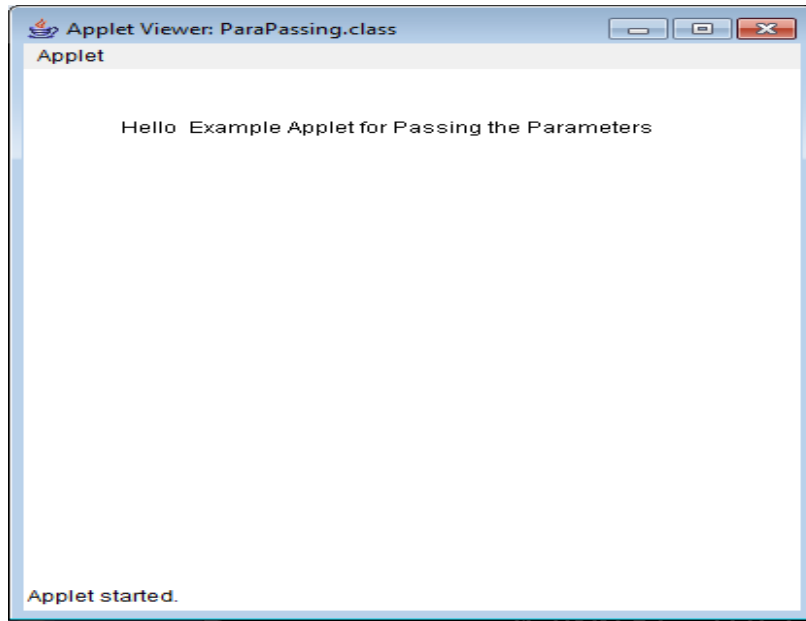 Applet Viewer: ParaPassing.class
Applet
Hello  Example Applet for Passing the Parameters
Applet started.